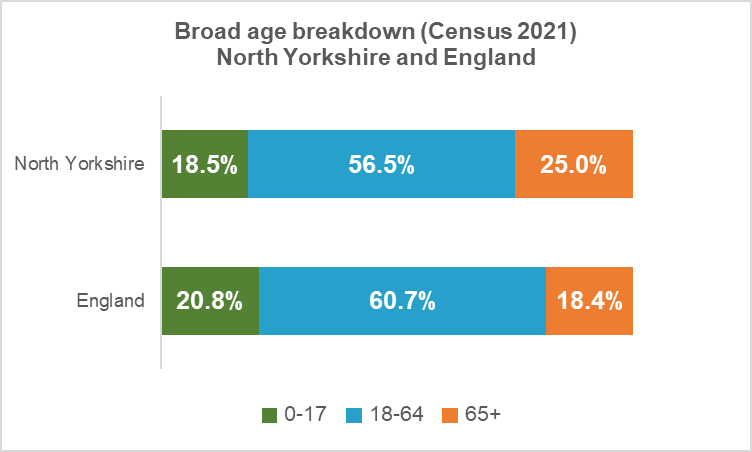 Broad age breakdown (Census 2021)
North Yorkshire and England
North Yorkshire 18.5% 56.5% 25.0%
England 20.8% 60.7% 18.4%
0-17 18-64 65+